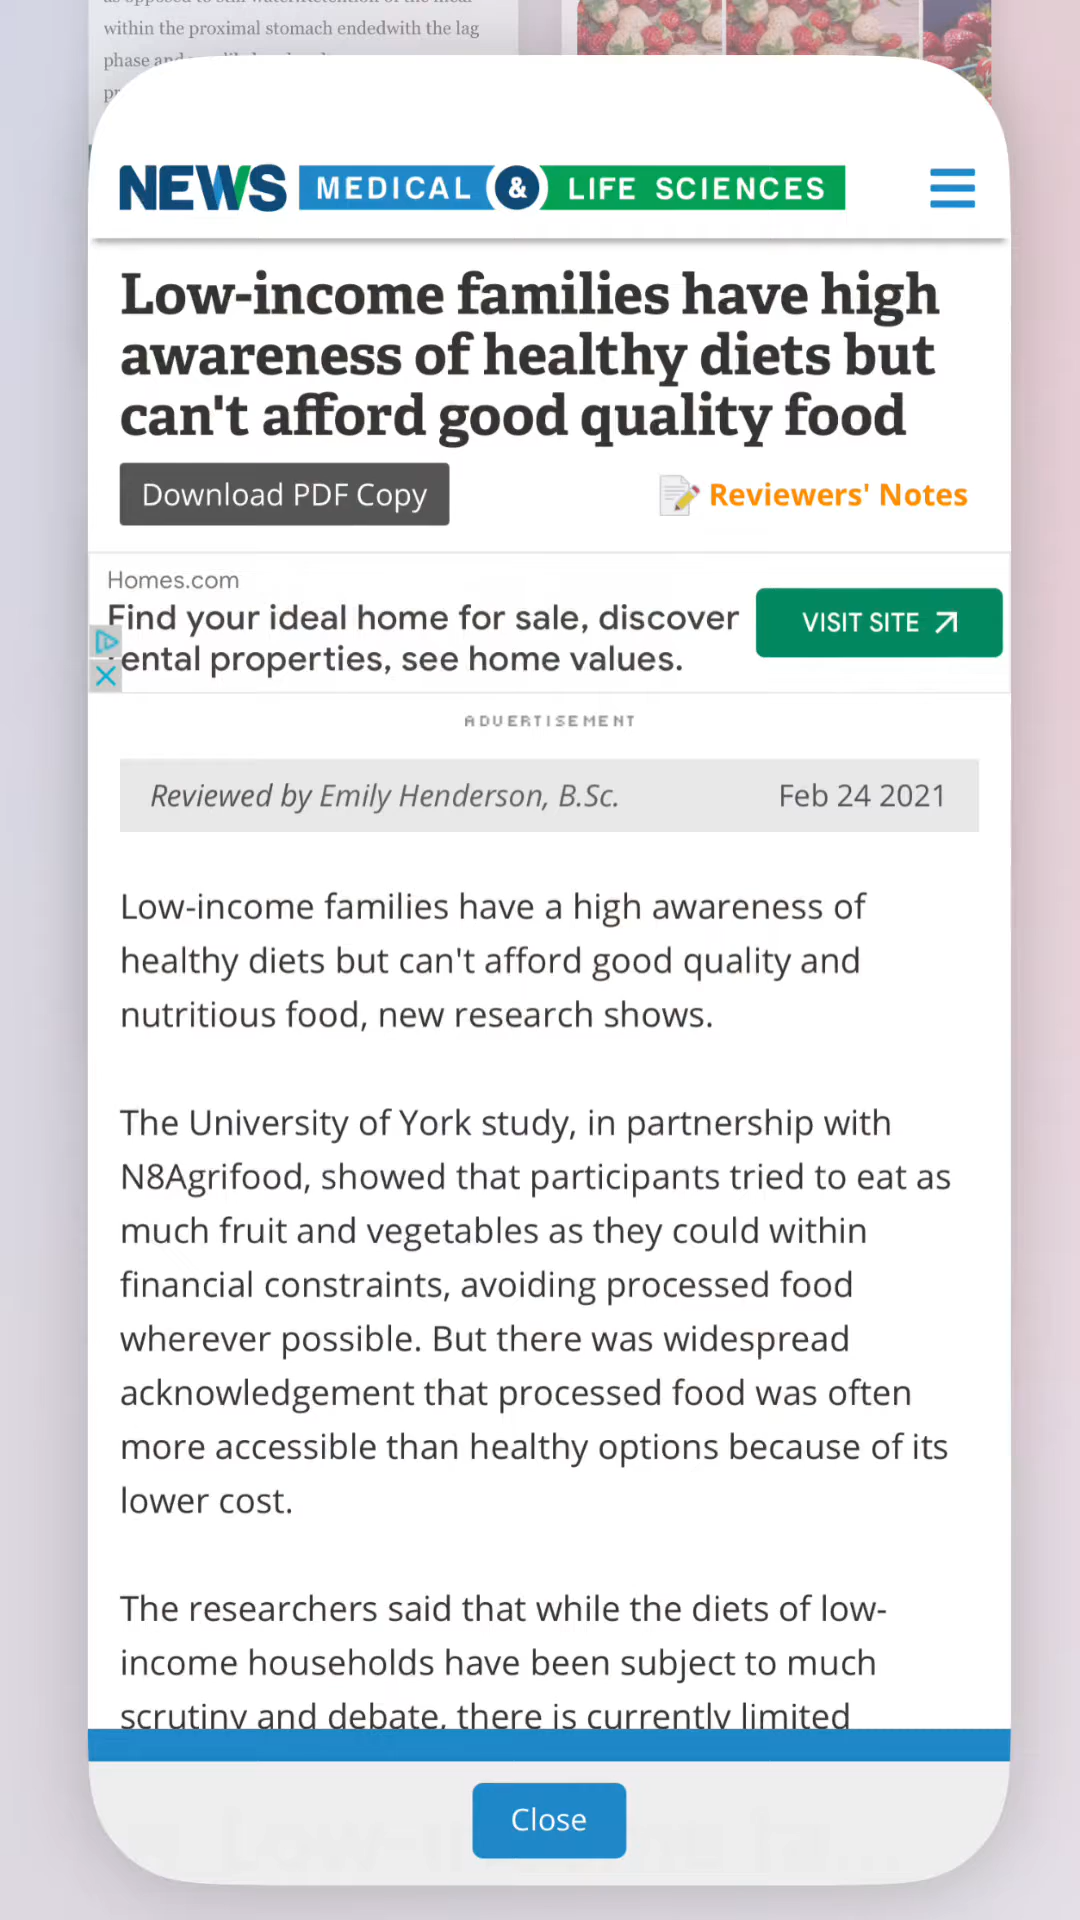 within the proximal stomach endedwith the lag
phase
NEWS MEDICAL & LIFE SCIENCES
Low-income families have high
awareness of healthy diets but
can't afford good quality food
Download PDF Copy
Reviewers' Notes
Homes.com
Find your ideal home for sale, discover
ental properties, see home values.
VISIT SITE
ADVERTISEMENT
Reviewed by Emily Henderson, B.Sc.
Feb 24 2021
Low-income families have a high awareness of
healthy diets but can't afford good quality and
nutritious food, new research shows.
The University of York study, in partnership with
N8Agrifood, showed that participants tried to eat as
much fruit and vegetables as they could within
financial constraints, avoiding processed food
wherever possible. But there was widespread
acknowledgement that processed food was often
more accessible than healthy options because of its
lower cost.
The researchers said that while the diets of low-
income households have been subject to much
scrutiny and debate, there is currently limited
Close